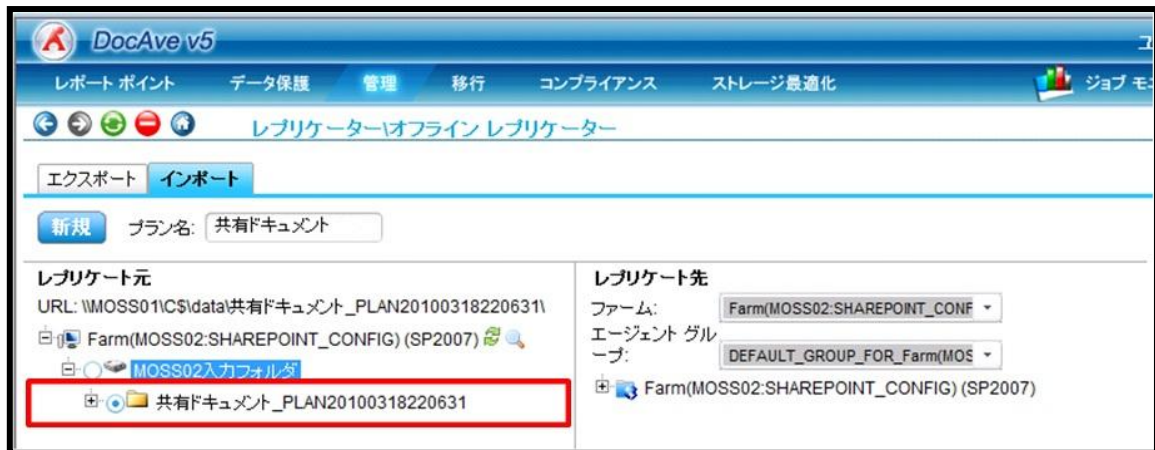 DocAve v5
レポート ポイント データ保護 管理 移行 コンプライアンス ストレージ最適化 ジョブ モニ
レプリケーター\オフライン レプリケーター
エクスポート インポート
新規 プラン名: 共有ドキュメント
レプリケート元
URL: \\MOSS01\C$\data\共有ドキュメント_PLAN20100318220631\
Farm(MOSS02:SHAREPOINT_CONFIG) (SP2007)
MOSS02入力フォルダ
共有ドキュメント_PLAN20100318220631
レプリケート先
ファーム: Farm(MOSS02:SHAREPOINT_CONF
エージェント グル
ープ: DEFAULT_GROUP_FOR_Farm(MOS
Farm(MOSS02:SHAREPOINT_CONFIG) (SP2007)